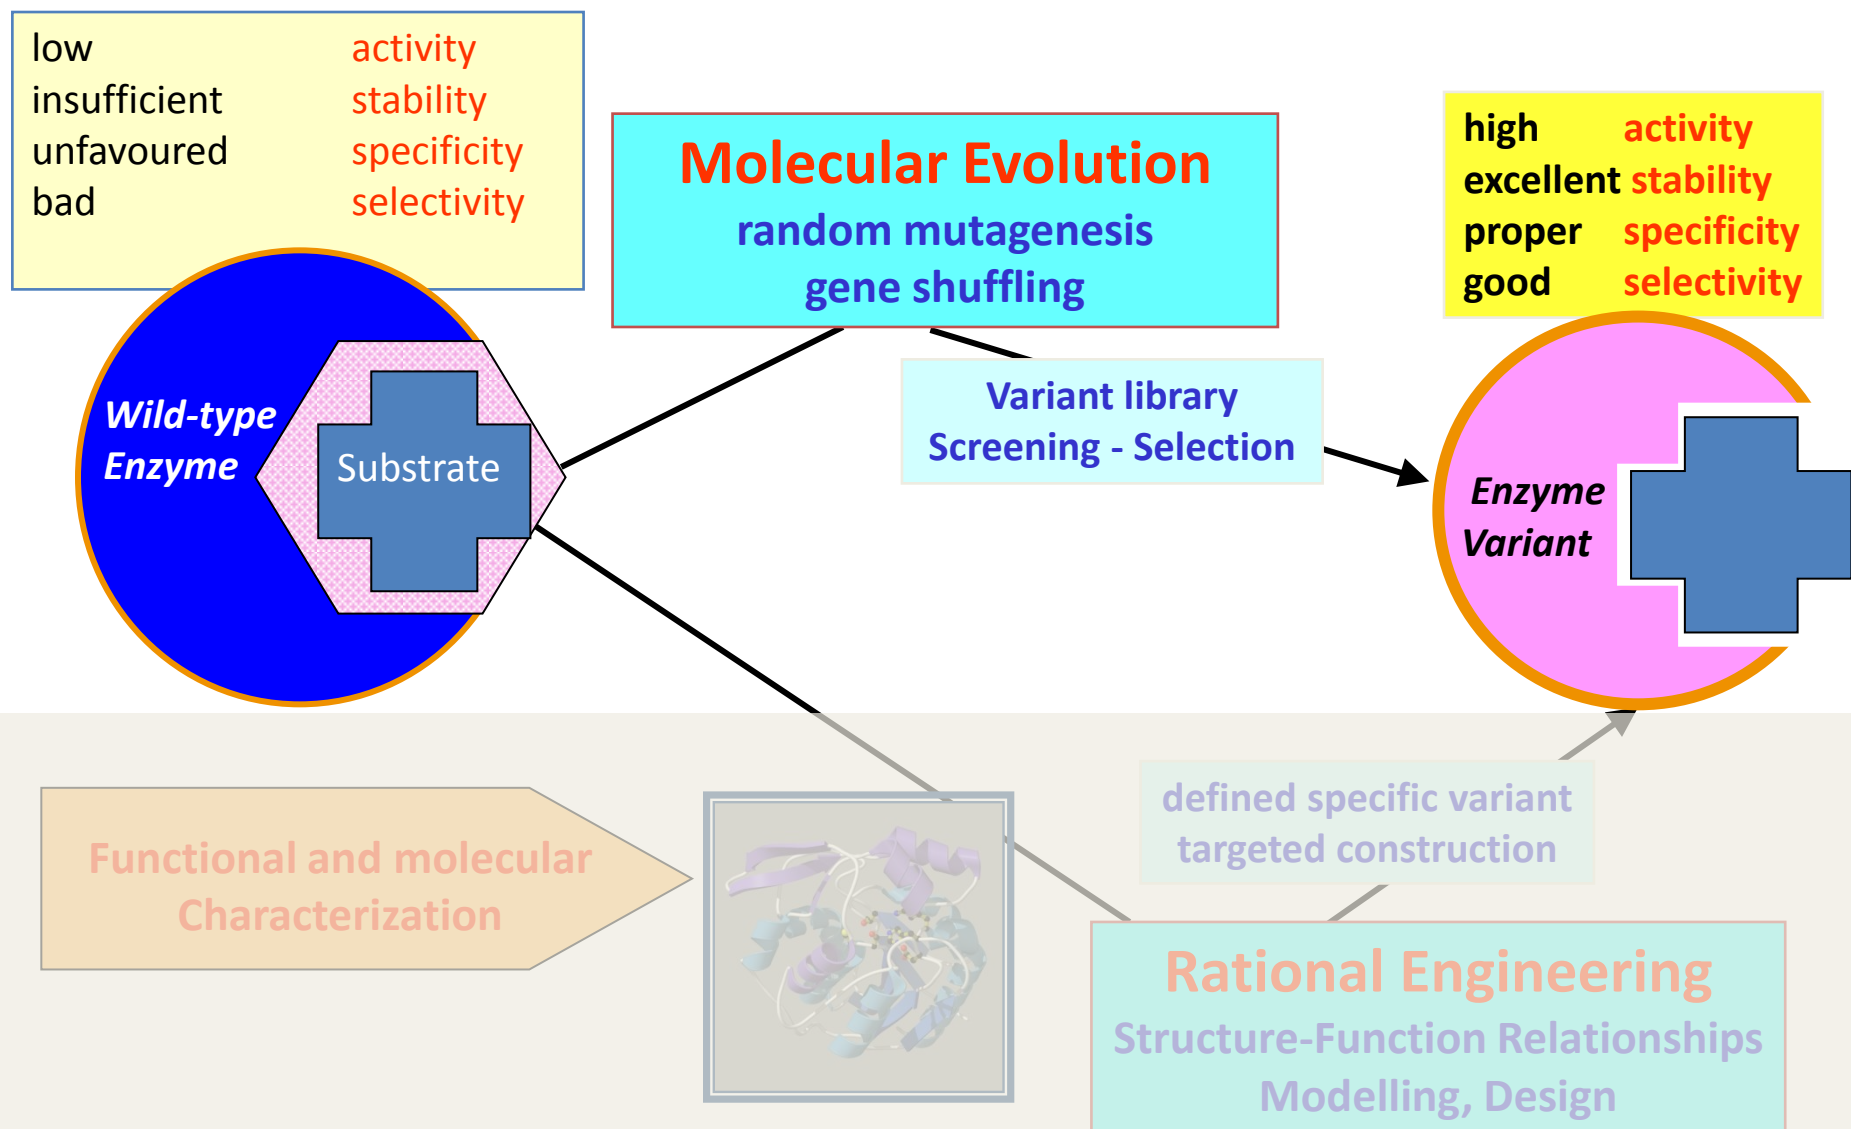 low activity
insufficient stability
unfavoured specificity
bad selectivity
Molecular Evolution
random mutagenesis
gene shuffling
high activity
excellent stability
proper specificity
good selectivity
Variant library
Screening - Selection
Wild-type
Enzyme
Substrate
Enzyme
Variant
Functional and molecular
Characterization
defined specific variant
targeted construction
Rational Engineering
Structure-Function Relationships
Modelling, Design